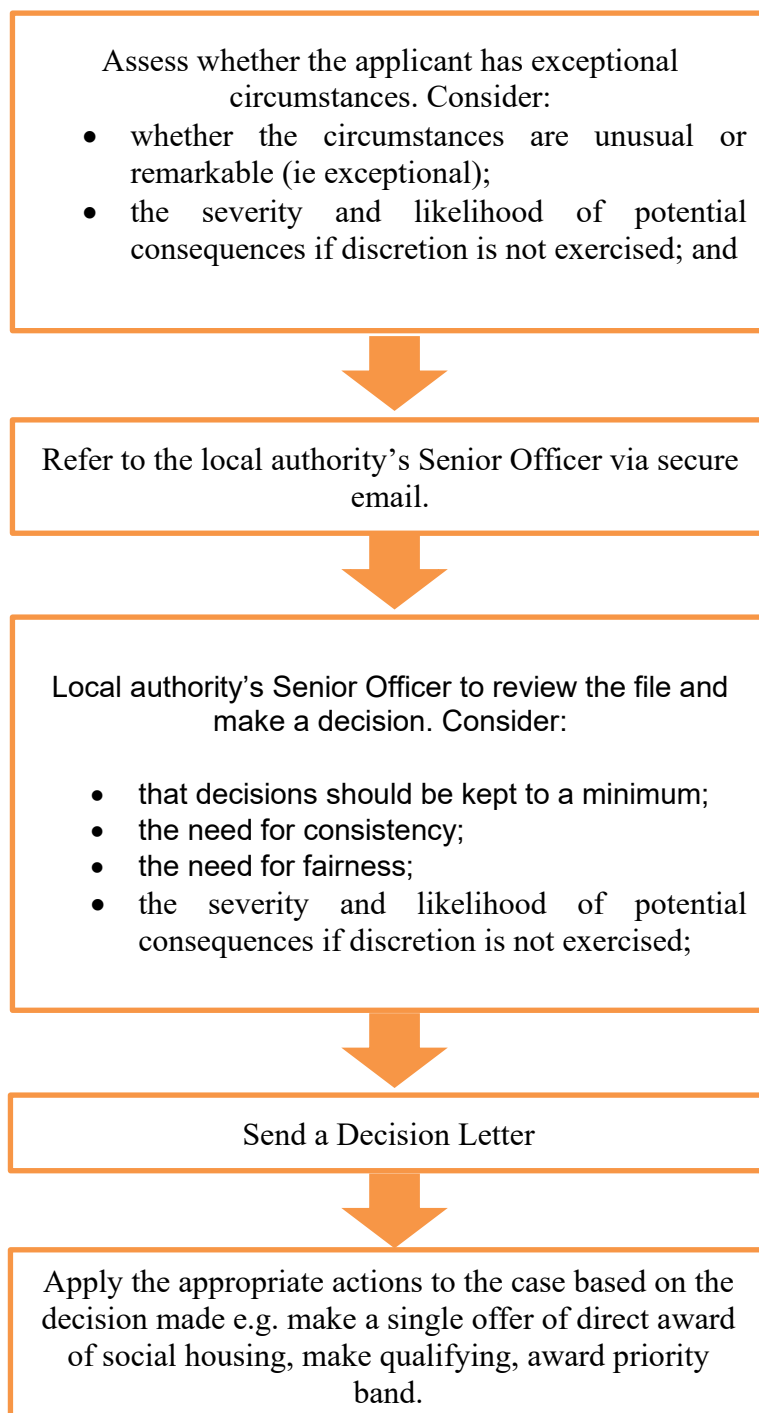 Assess whether the applicant has exceptional
circumstances. Consider:
• whether the circumstances are unusual or
remarkable (ie exceptional);
• the severity and likelihood of potential
consequences if discretion is not exercised; and
Refer to the local authority’s Senior Officer via secure
email.
Local authority’s Senior Officer to review the file and
make a decision. Consider:
• that decisions should be kept to a minimum;
• the need for consistency;
• the need for fairness;
• the severity and likelihood of potential
consequences if discretion is not exercised;
Send a Decision Letter
Apply the appropriate actions to the case based on the
decision made e.g. make a single offer of direct award
of social housing, make qualifying, award priority
band.